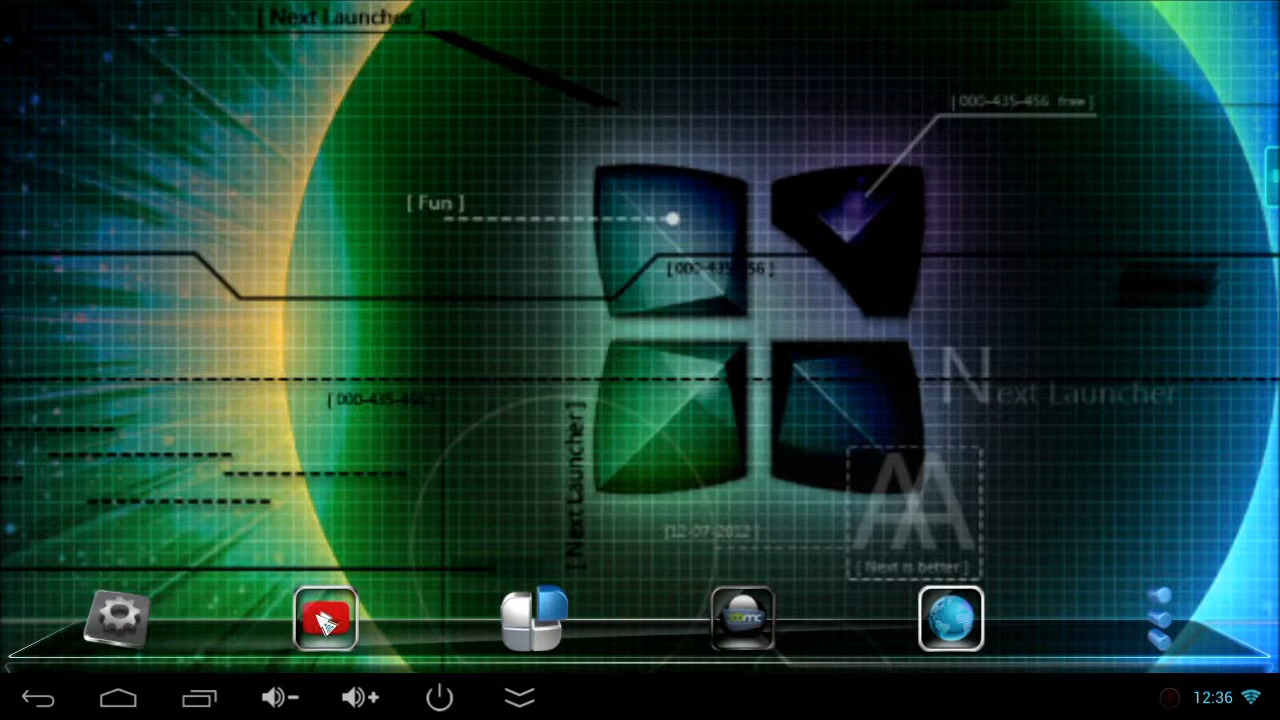 [ Next Launcher ]
[ 000-435-456 free ]
[ Fun ]
[ 000-435-456 ]
Next Launcher
[ 000-435-456 ]
[ Next Launcher ]
AA
[12-07-2012 ]
[ Next is better ]
xbmc
12:36